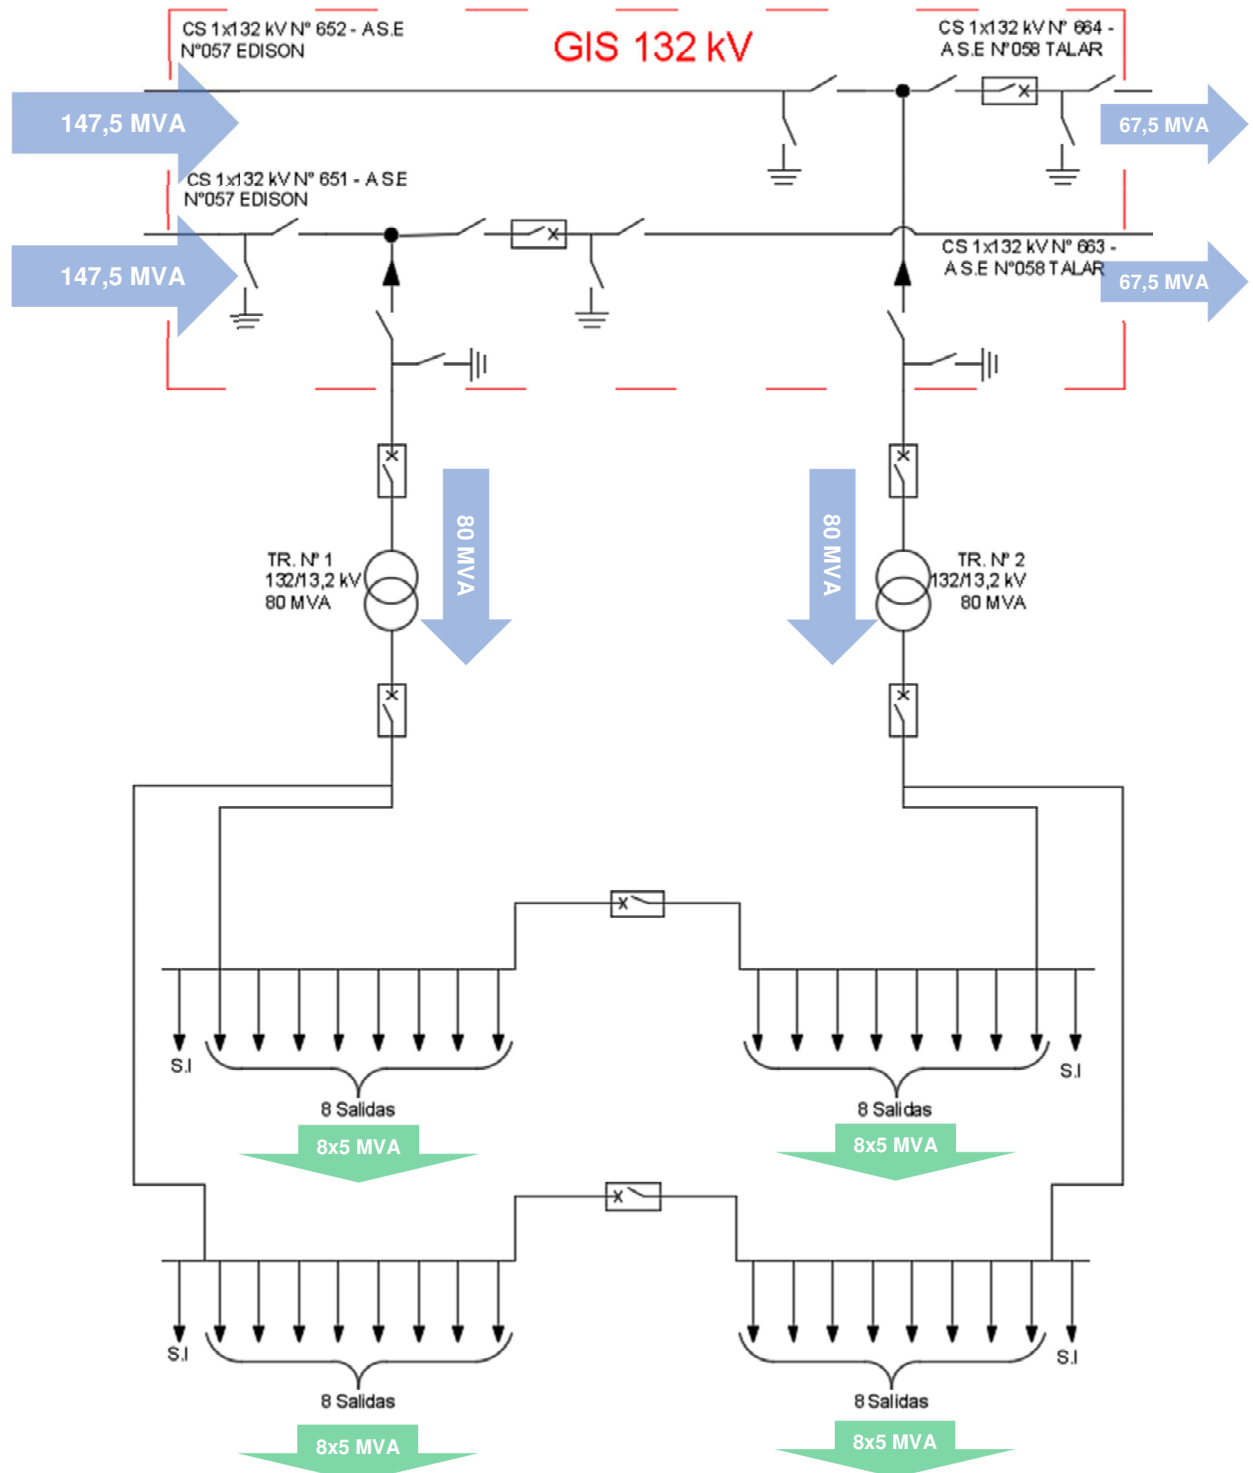 CS 1x132 kV N° 652 - A S.E
N°057 EDISON
GIS 132 kV
CS 1x132 kV N° 664 -
A S.E N°058 TALAR
147,5 MVA
67,5 MVA
CS 1x132 kV N° 651 - A S.E
N°057 EDISON
147,5 MVA
CS 1x132 kV N° 663 -
A S.E N°058 TALAR
67,5 MVA
80 MVA
80 MVA
TR. N° 1
132/13,2 kV
80 MVA
TR. N° 2
132/13,2 kV
80 MVA
S.I
S.I
8 Salidas
8 Salidas
8x5 MVA
8x5 MVA
S.I
S.I
8 Salidas
8 Salidas
8x5 MVA
8x5 MVA